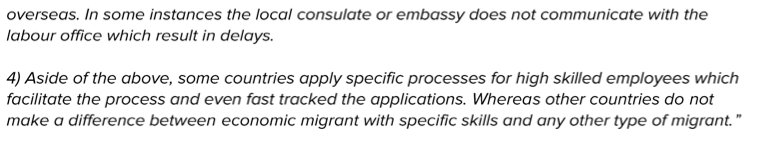 overseas. In some instances the local consulate or embassy does not communicate with the
labour office which result in delays.
4) Aside of the above, some countries apply specific processes for high skilled employees which
facilitate the process and even fast tracked the applications. Whereas other countries do not
make a difference between economic migrant with specific skills and any other type of migrant.”